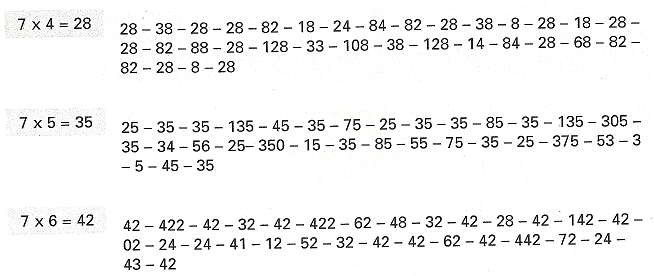 7 x 4 = 28
28 – 38 – 28 – 28 – 82 – 18 – 24 – 84 – 82 – 28 – 38 – 8 – 28 – 18 – 28 –
28 – 82 – 88 – 28 – 128 – 33 – 108 – 38 – 128 – 14 – 84 – 28 – 68 – 82 –
82 – 28 – 8 – 28
7 x 5 = 35
25 – 35 – 35 – 135 – 45 – 35 – 75 – 25 – 35 – 35 – 85 – 35 – 135 – 305 –
35 – 34 – 56 – 25– 350 – 15 – 35 – 85 – 55 – 75 – 35 – 25 – 375 – 53 – 3
– 5 – 45 – 35
7 x 6 = 42
42 – 422 – 42 – 32 – 42 – 422 – 62 – 48 – 32 – 42 – 28 – 42 – 142 – 42 –
02 – 24 – 24 – 41 – 12 – 52 – 32 – 42 – 42 – 62 – 42 – 442 – 72 – 24 –
43 – 42